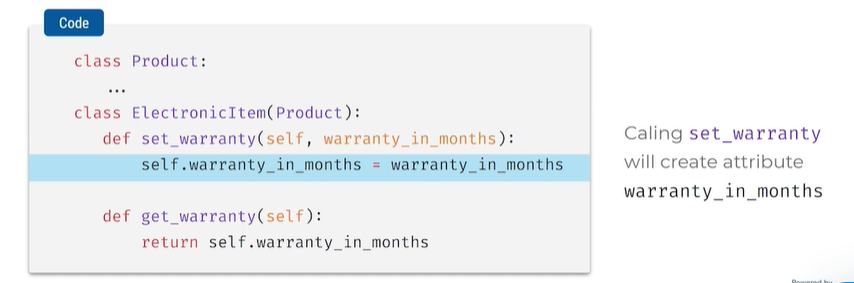 Code
class Product:
...
class ElectronicItem(Product):
def set_warranty(self, warranty_in_months):
self.warranty_in_months = warranty_in_months
def get_warranty(self):
return self.warranty_in_months
Caling set_warranty
will create attribute
warranty_in_months
Powered by